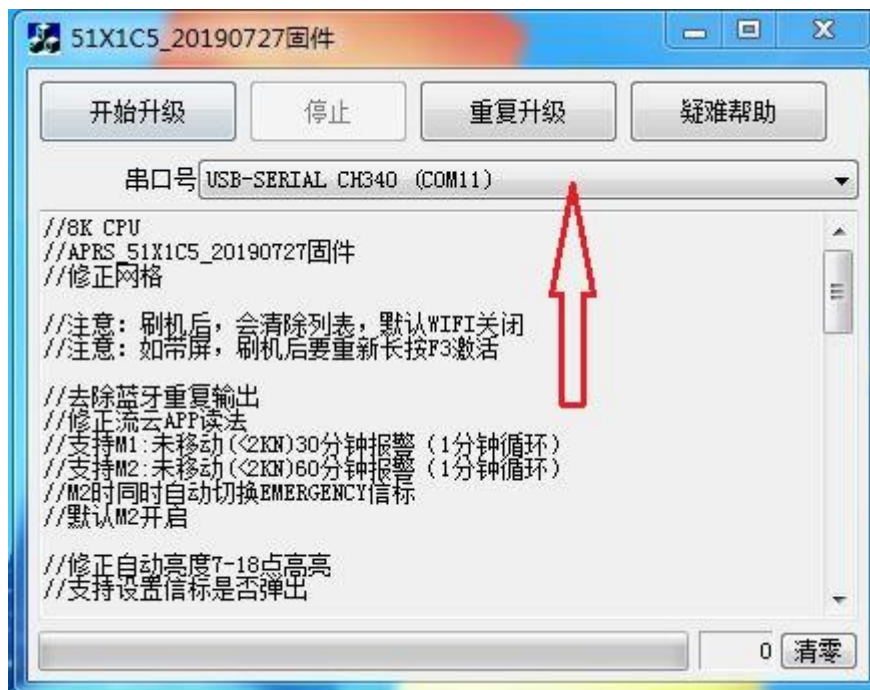 51X1C5_20190727固件
开始升级 停止 重复升级 疑难帮助
串口号 USB-SERIAL CH340 (COM11)
//8K CPU
//APRS_51X1C5_20190727固件
//修正网格
//注意：刷机后，会清除列表，默认WIFI关闭
//注意：如带屏，刷机后要重新长按F3激活
//去除蓝牙重复输出
//修正流云APP读法
//支持M1:未移动(<2KN)30分钟报警（1分钟循环）
//支持M2:未移动(<2KN)60分钟报警（1分钟循环）
//M2时同时自动切换EMERGENCY信标
//默认M2开启
//修正自动亮度7-18点高亮
//支持设置信标是否弹出
0 清零